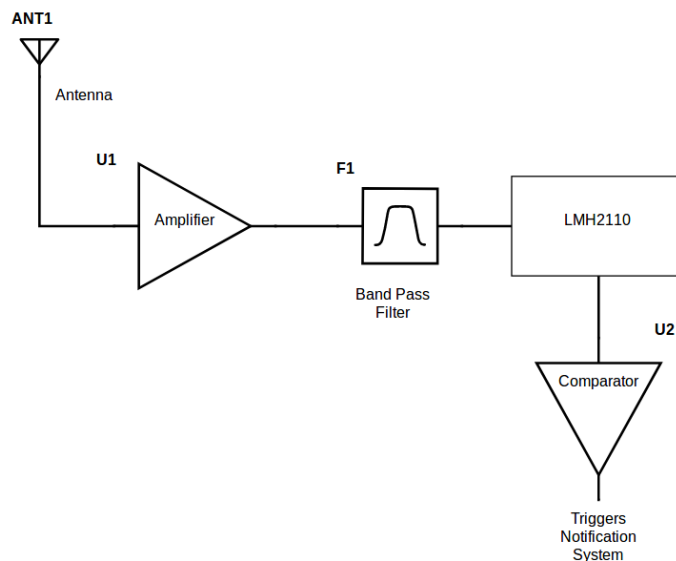 ANT1
Antenna
U1
Amplifier
F1
Band Pass
Filter
LMH2110
U2
Comparator
Triggers
Notification
System